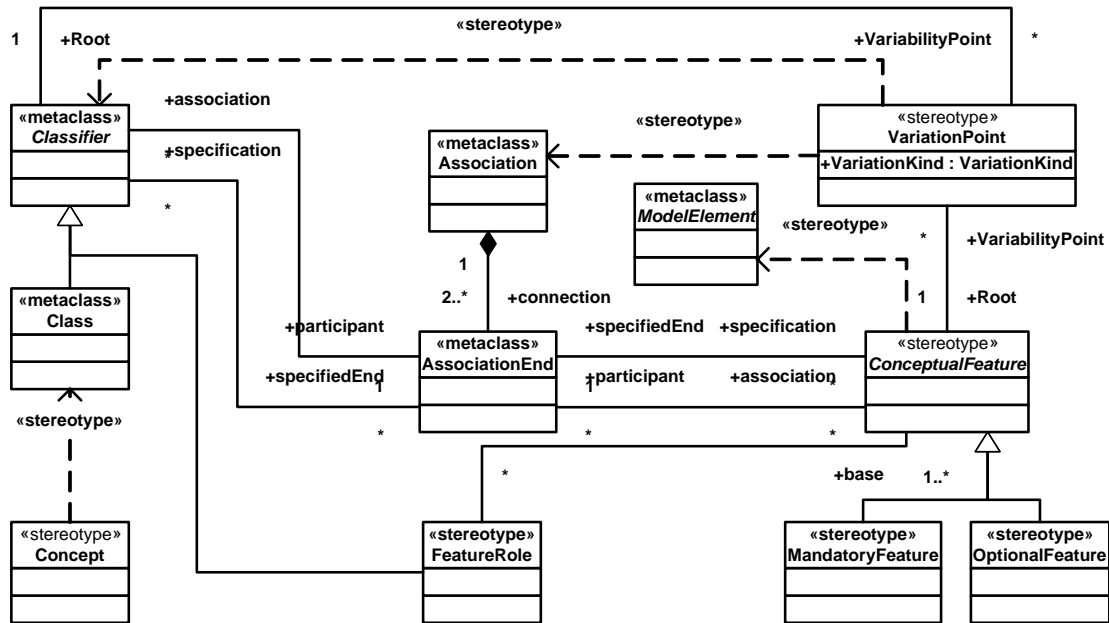 1
+Root
«stereotype»
+VariabilityPoint
*
«metaclass»
Classifier
+association
*
+specification
*
«metaclass»
Association
«stereotype»
«stereotype»
VariationPoint
+VariationKind : VariationKind
«metaclass»
ModelElement
«stereotype»
*
+VariabilityPoint
1
2..*
+connection
1
+Root
«metaclass»
Class
+participant
1
+specifiedEnd
*
«metaclass»
AssociationEnd
+specifiedEnd
+specification
1
*
+participant
+association
*
*
«stereotype»
ConceptualFeature
«stereotype»
*
+base
1..*
«stereotype»
Concept
«stereotype»
FeatureRole
«stereotype»
MandatoryFeature
«stereotype»
OptionalFeature